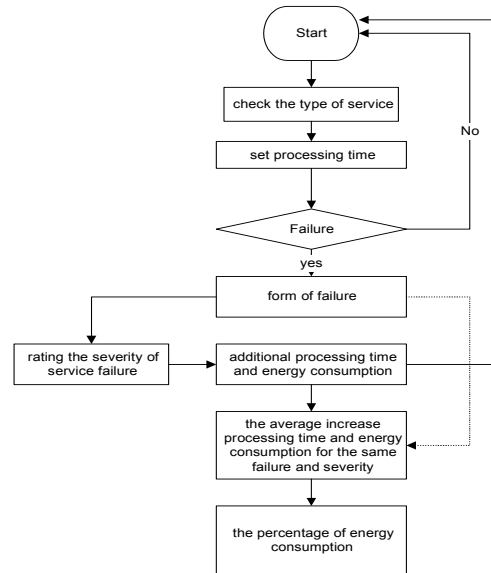 Start
check the type of service
set processing time
Failure
No
yes
form of failure
rating the severity of
service failure
additional processing time
and energy consumption
the average increase
processing time and energy
consumption for the same
failure and severity
the percentage of energy
consumption